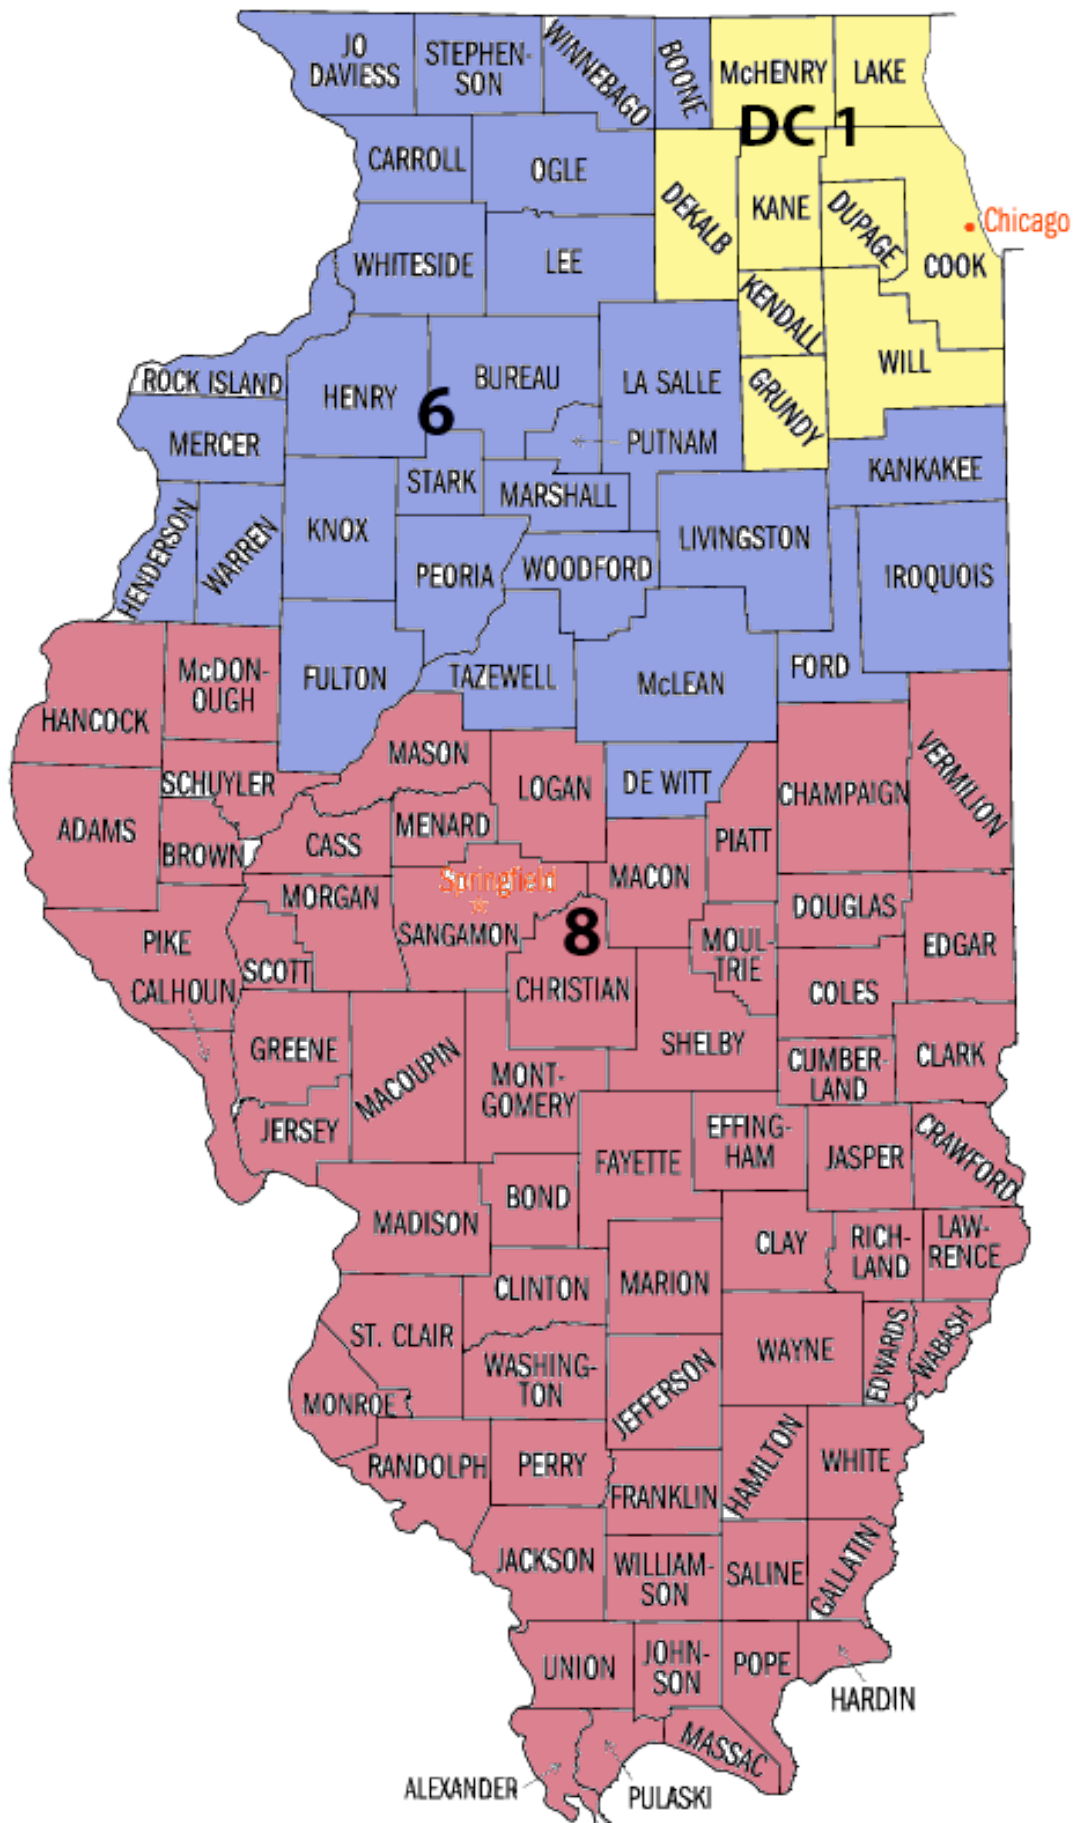 JO
DAVIESS
STEPHEN-
SON
WINNEBAGO
BOONE
McHENRY
LAKE
DC 1
CARROLL
OGLE
DEKALB
KANE
DUPAGE
COOK
Chicago
WHITESIDE
LEE
KENDALL
WILL
ROCK ISLAND
HENRY
BUREAU
LA SALLE
GRUNDY
6
MERCER
PUTNAM
KANKAKEE
STARK
MARSHALL
HENDERSON
WARREN
KNOX
PEORIA
WOODFORD
LIVINGSTON
IROQUOIS
FULTON
TAZEWELL
McLEAN
FORD
HANCOCK
McDON-
OUGH
SCHUYLER
MASON
LOGAN
DE WITT
CHAMPAIGN
VERMILION
ADAMS
BROWN
CASS
MENARD
PIATT
MACON
Springfield
MORGAN
SANGAMON
8
DOUGLAS
EDGAR
PIKE
SCOTT
CHRISTIAN
MOUL-
TRIE
COLES
CALHOUN
GREENE
MACOUPIN
MONT-
GOMERY
SHELBY
CUMBER-
LAND
CLARK
JERSEY
FAYETTE
EFFING-
HAM
JASPER
CRAWFORD
MADISON
BOND
CLAY
RICH-
LAND
LAW-
RENCE
CLINTON
MARION
ST. CLAIR
WASHING-
TON
JEFFERSON
WAYNE
EDWARDS
WABASH
MONROE
RANDOLPH
PERRY
FRANKLIN
HAMILTON
WHITE
JACKSON
WILLIAM-
SON
SALINE
GALLATIN
UNION
JOHN-
SON
POPE
HARDIN
MASSAC
ALEXANDER
PULASKI